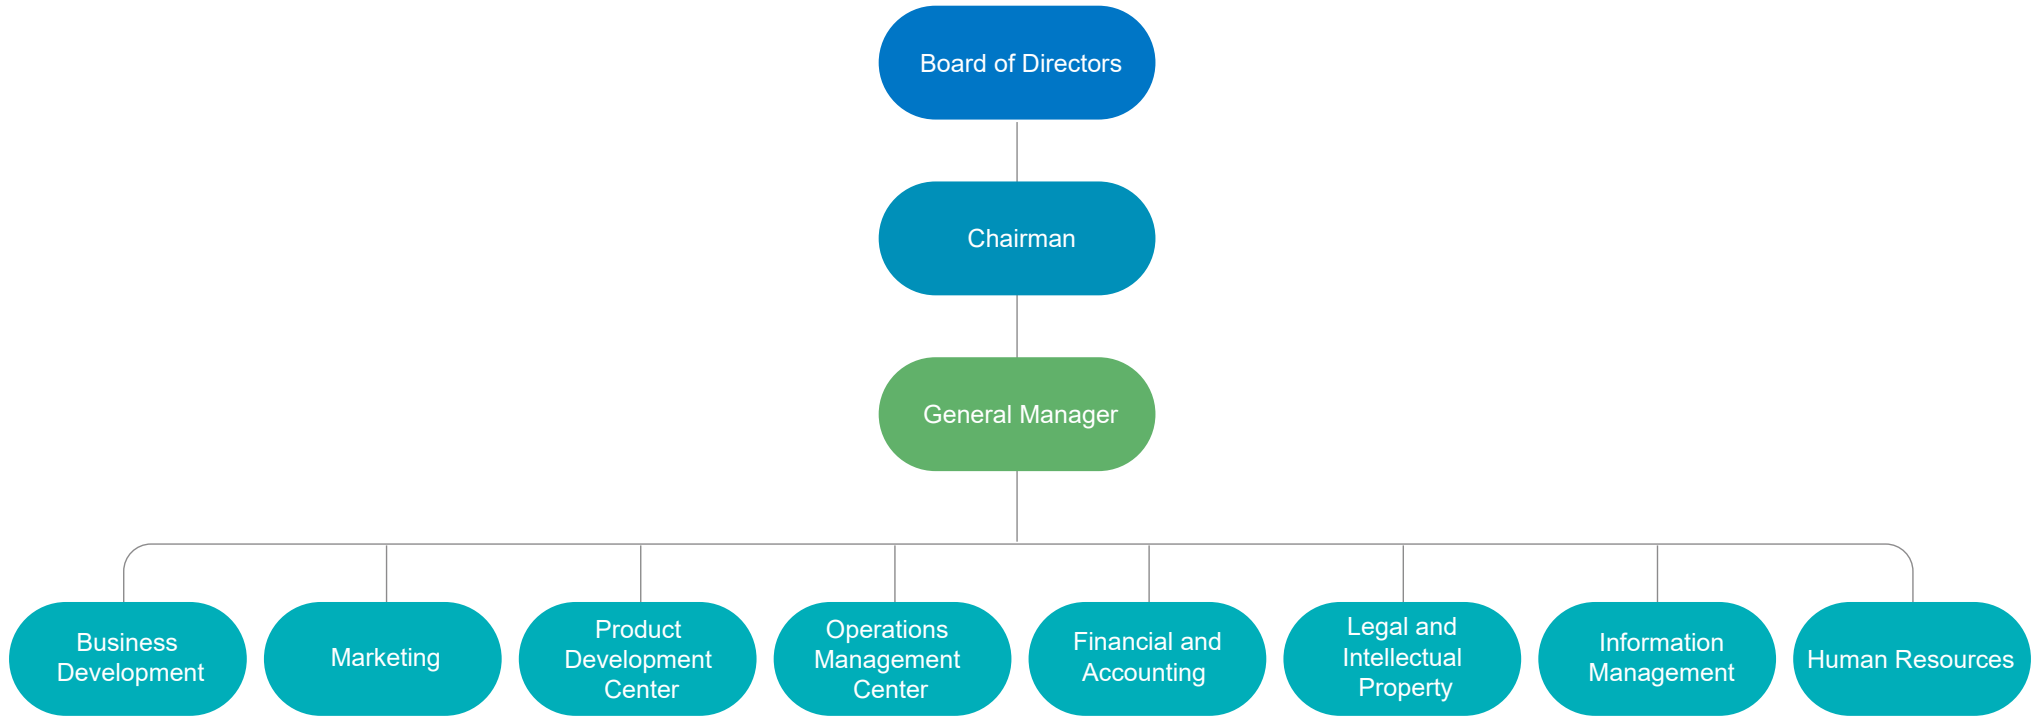 Board of Directors
Chairman
General Manager
Business
Development
Marketing
Product
Development
Center
Operations
Management
Center
Financial and
Accounting
Legal and
Intellectual
Property
Information
Management
Human Resources